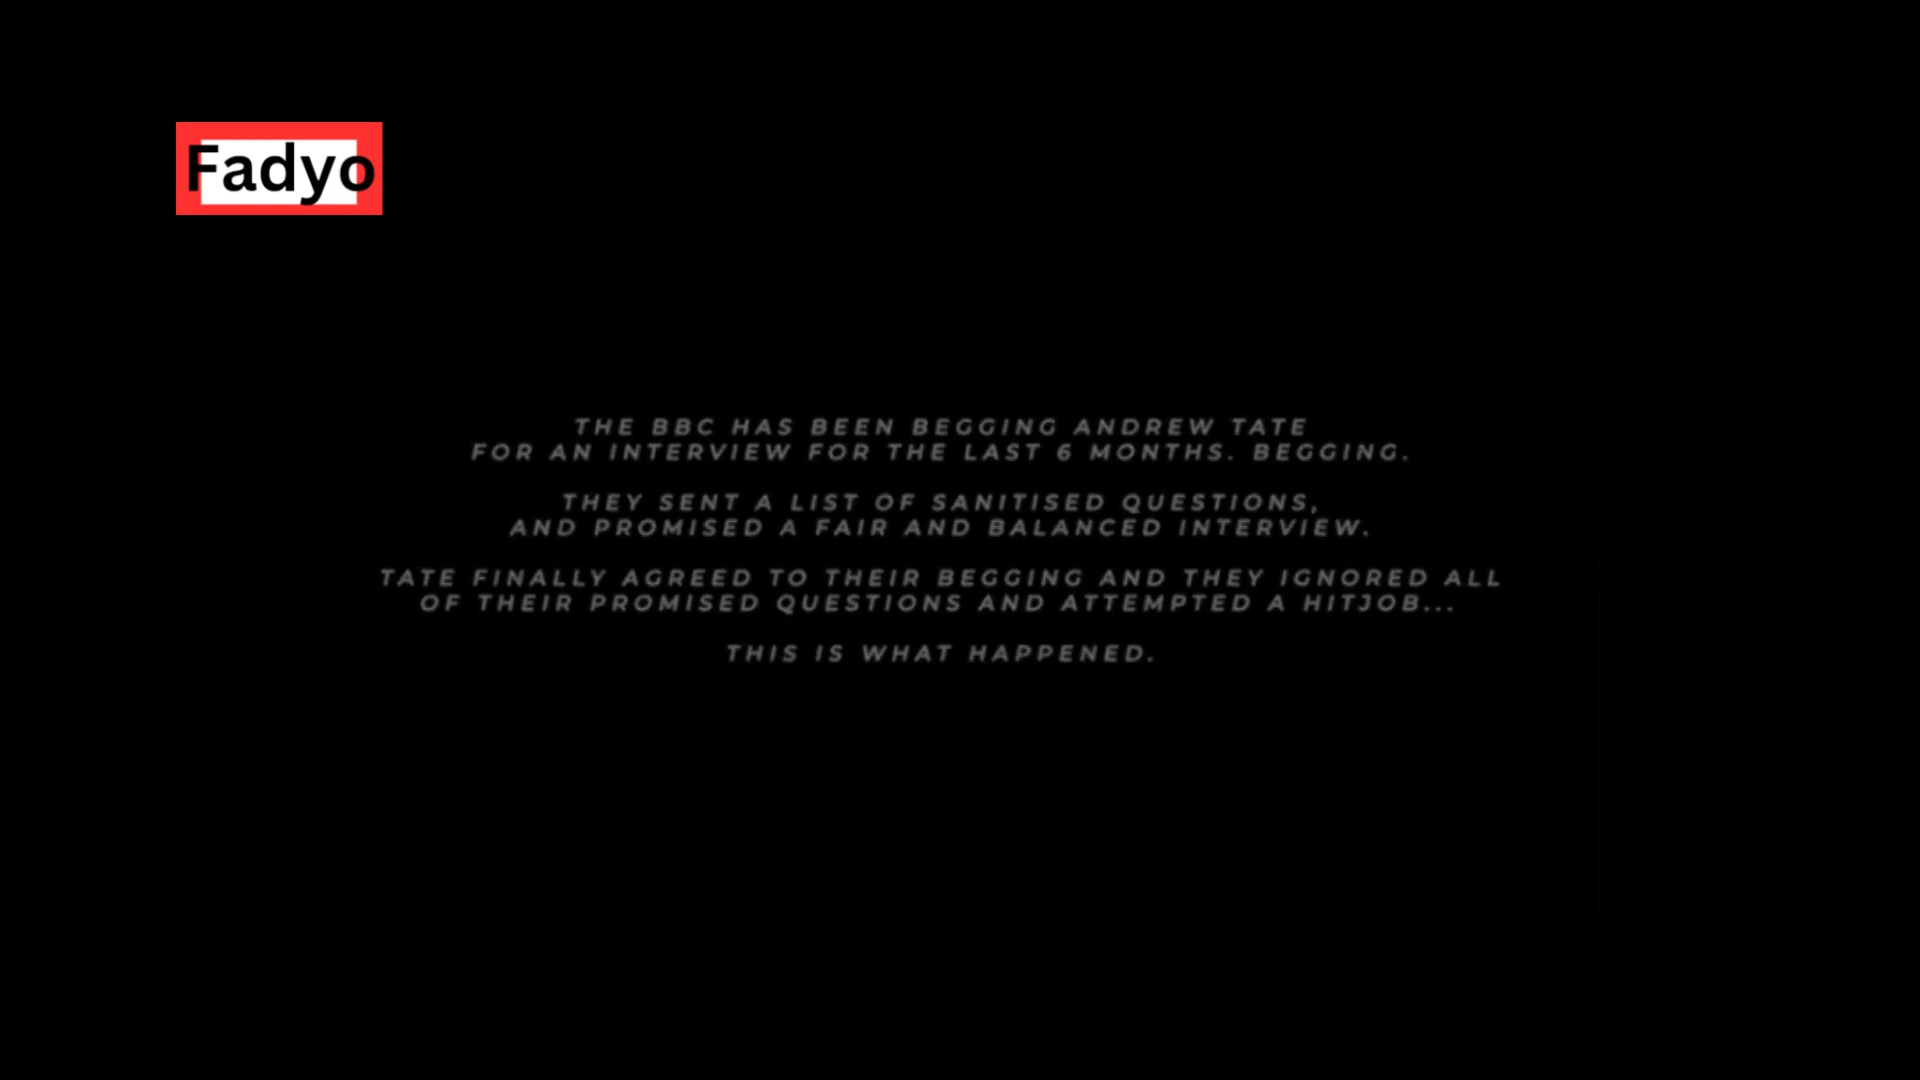 Fadyo
THE BBC HAS BEEN BEGGING ANDREW TATE
FOR AN INTERVIEW FOR THE LAST 6 MONTHS. BEGGING.
THEY SENT A LIST OF SANITISED QUESTIONS,
AND PROMISED A FAIR AND BALANCED INTERVIEW.
TATE FINALLY AGREED TO THEIR BEGGING AND THEY IGNORED ALL
OF THEIR PROMISED QUESTIONS AND ATTEMPTED A HITJOB...
THIS IS WHAT HAPPENED.